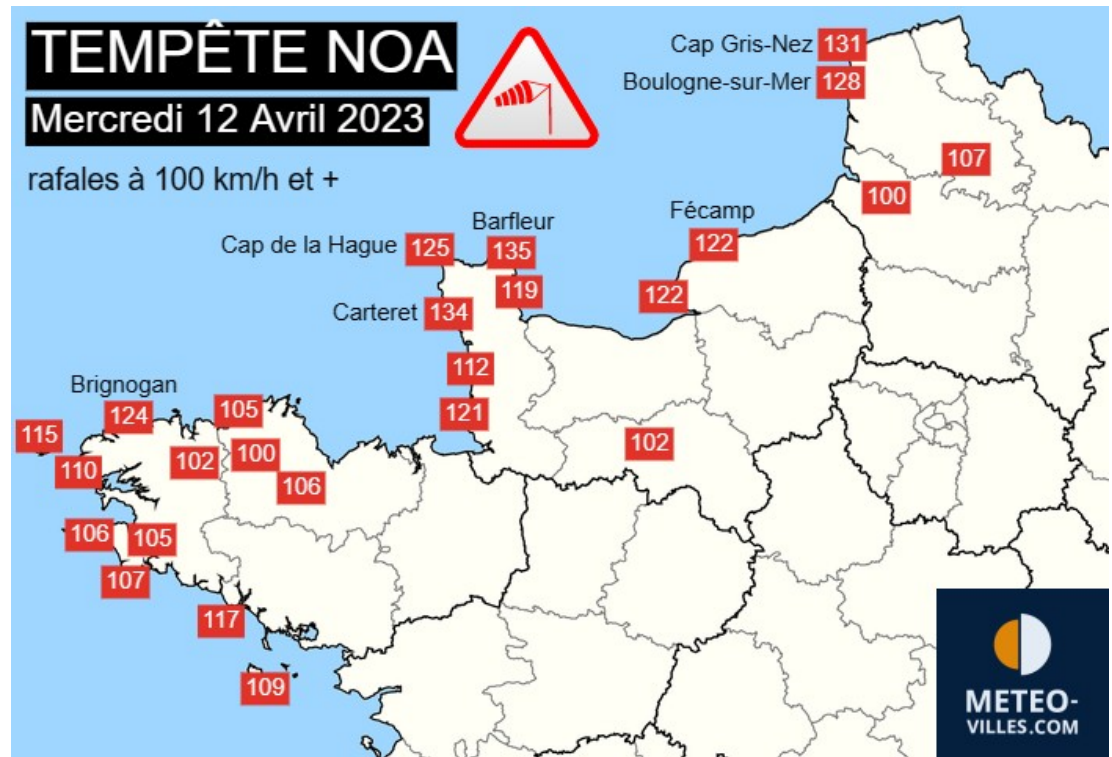 TEMPÊTE NOA
Mercredi 12 Avril 2023
rafales à 100 km/h et +
Cap Gris-Nez 131
Boulogne-sur-Mer 128
107
100
Fécamp
122
122
Barfleur
Cap de la Hague 125
135
119
Carteret 134
112
121
102
Brignogan
124
105
115
110
102
100
106
106
105
107
117
109
METEO-
VILLES.COM